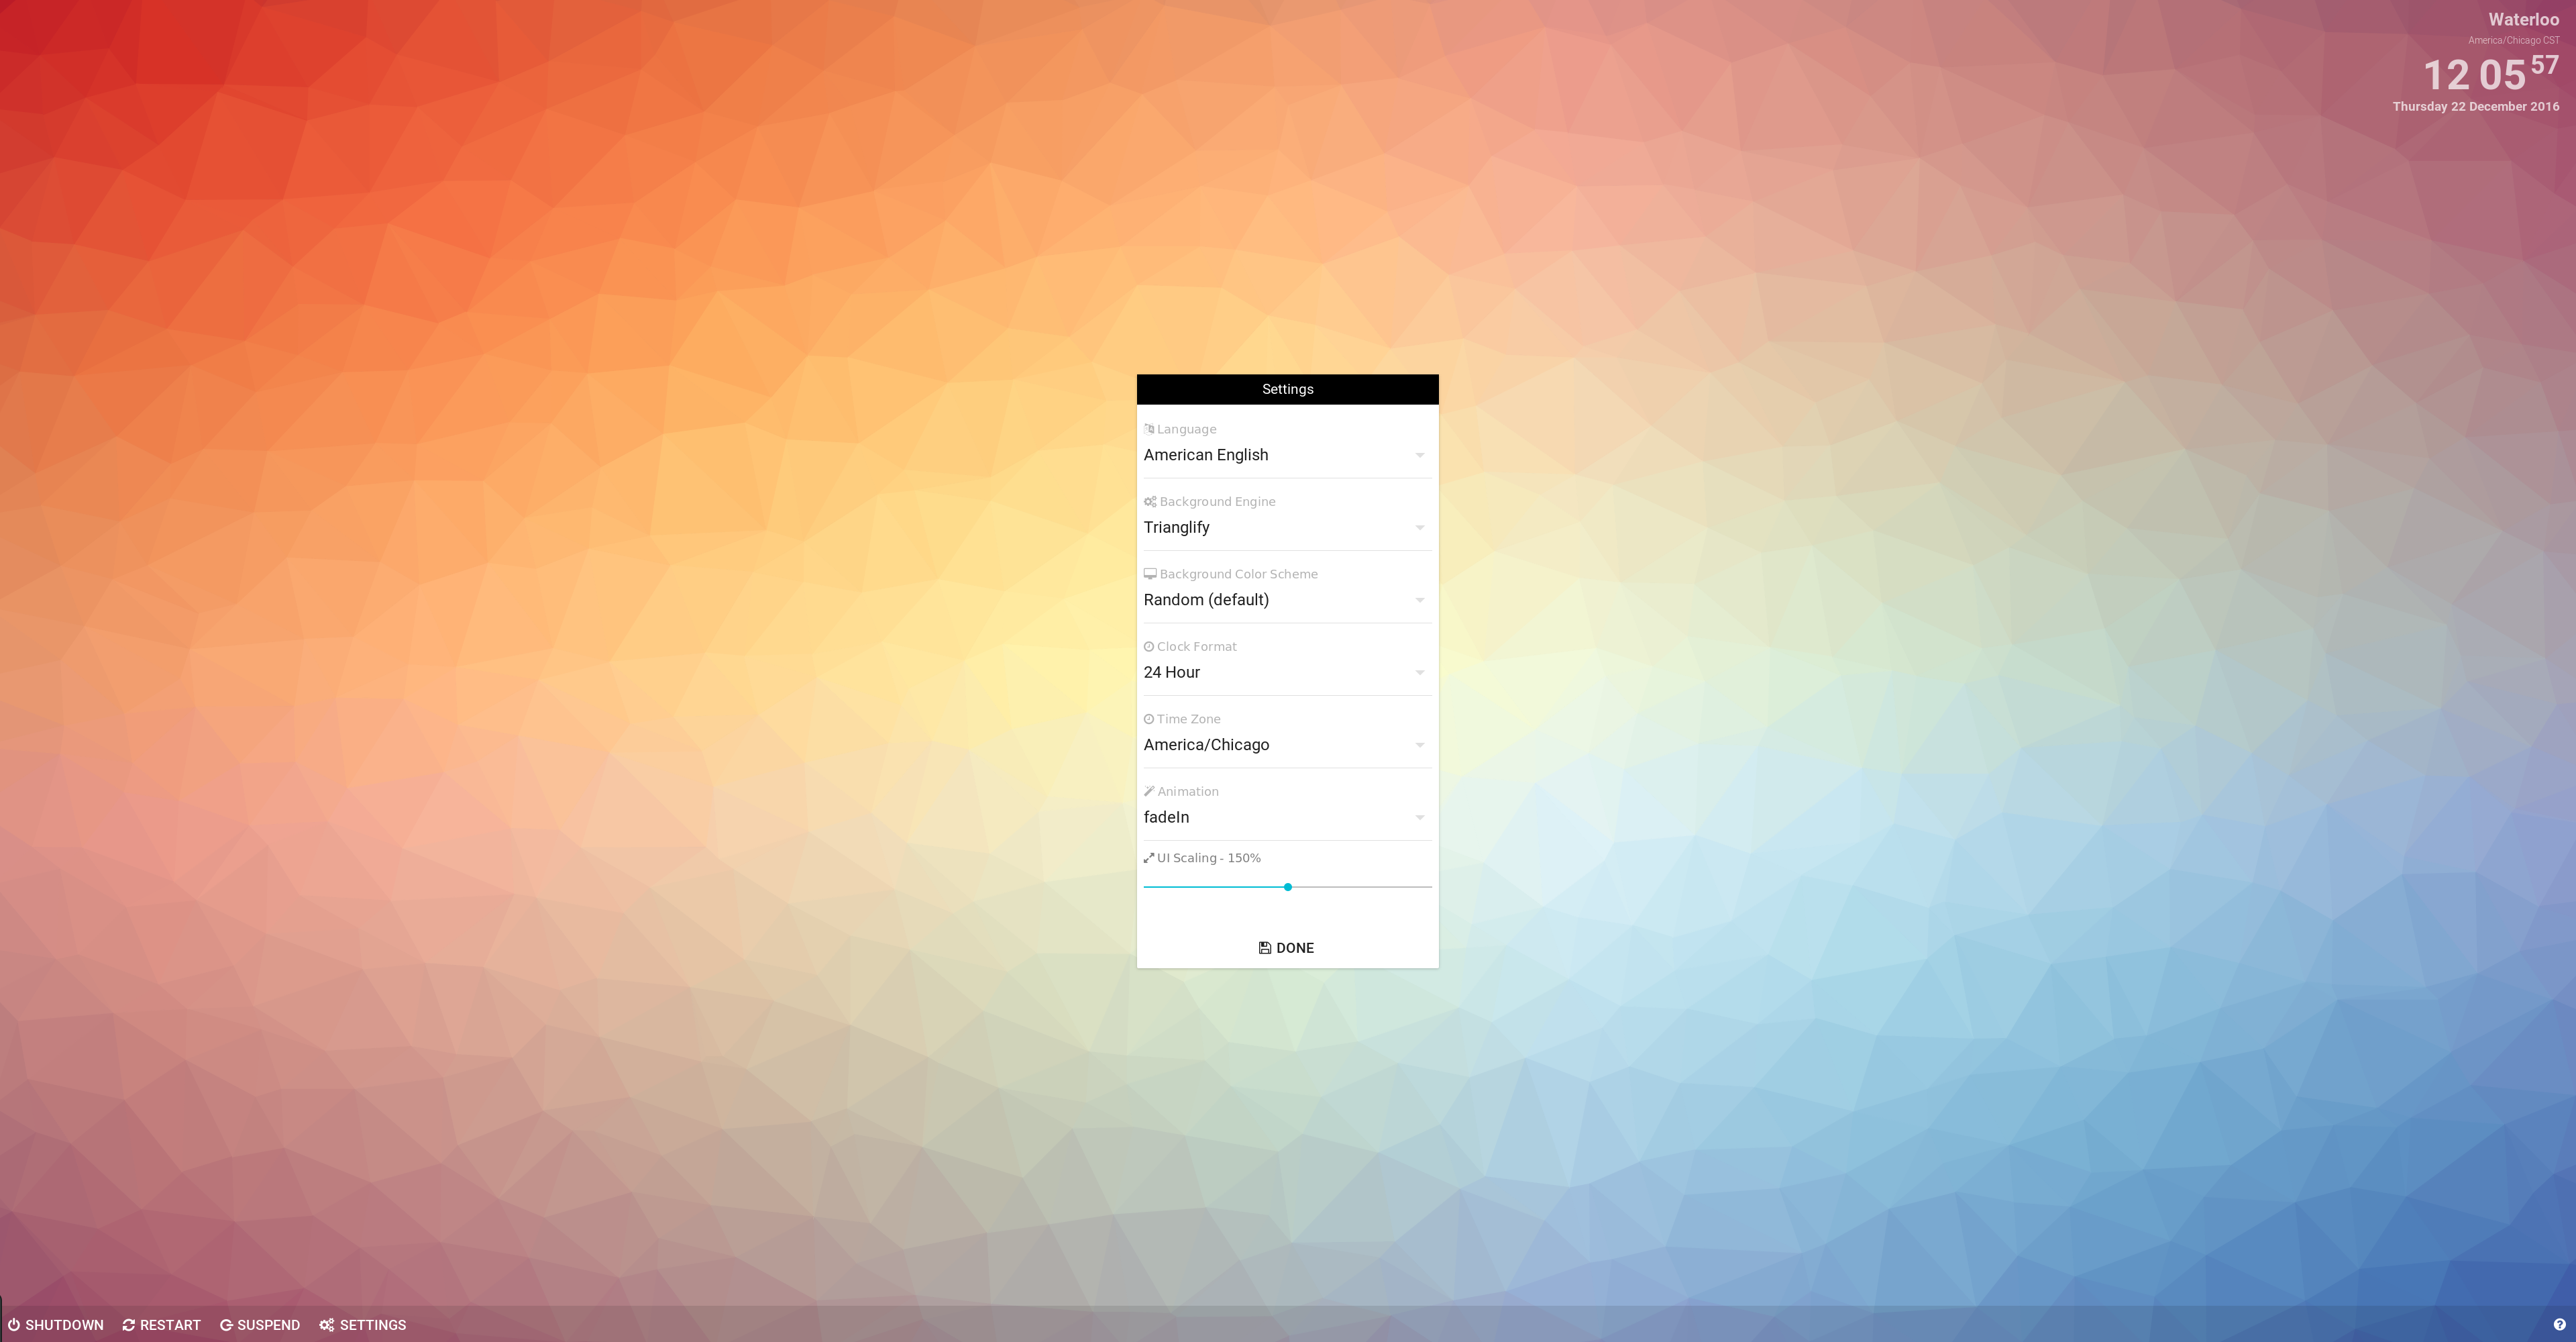 Waterloo
America/Chicago CST
12 05 57
Thursday 22 December 2016
Settings
Language
American English
Background Engine
Trianglify
Background Color Scheme
Random (default)
Clock Format
24 Hour
Time Zone
America/Chicago
Animation
fadeIn
UI Scaling - 150%
DONE
SHUTDOWN RESTART SUSPEND SETTINGS